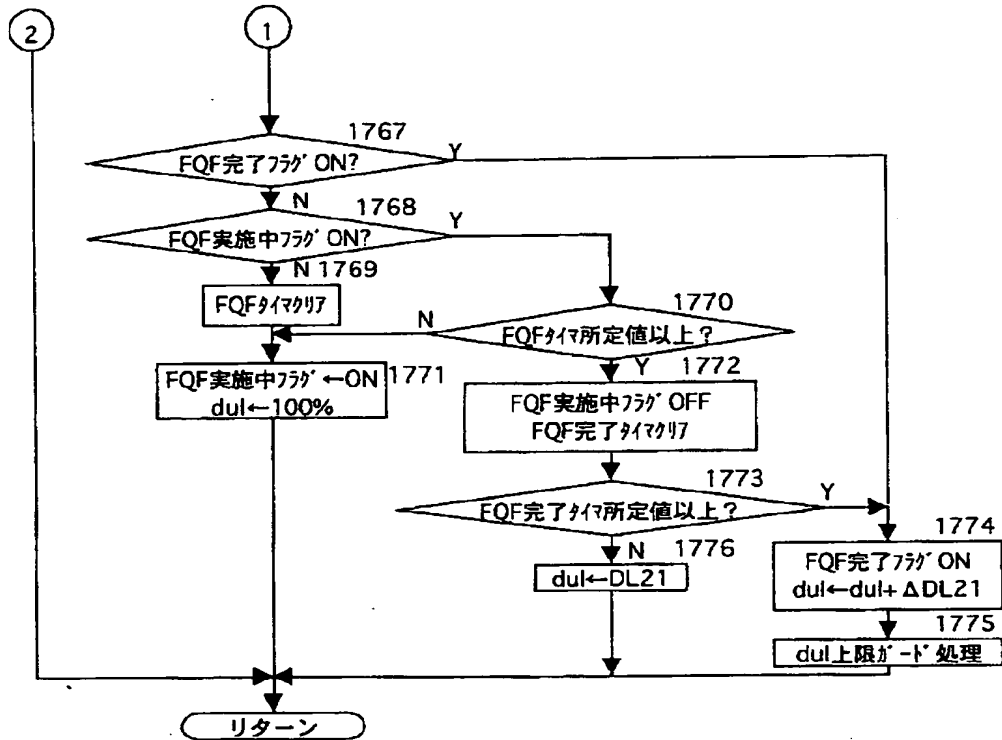 2
1
1767
FQF完了ﾌﾗｸﾞON?
Y
N
1768
FQF実施中ﾌﾗｸﾞON?
Y
N 1769
FQFﾀｲﾏｸﾘｱ
1770
FQFﾀｲﾏ所定値以上？
N
Y
1771
FQF実施中ﾌﾗｸﾞ←ON
dul←100%
1772
FQF実施中ﾌﾗｸﾞOFF
FQF完了ﾀｲﾏｸﾘｱ
1773
FQF完了ﾀｲﾏ所定値以上？
Y
N
1776
dul←DL21
1774
FQF完了ﾌﾗｸﾞON
dul←dul+ΔDL21
1775
dul上限ｶﾞｰﾄﾞ処理
リターン